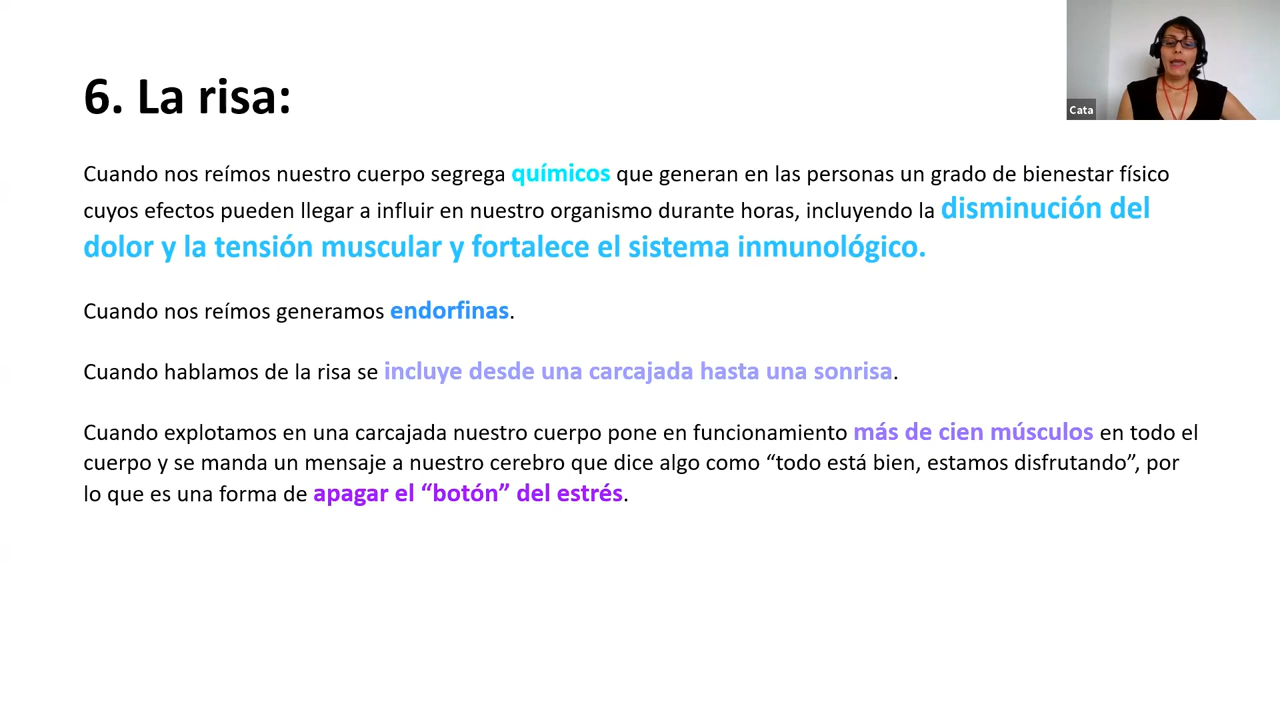 6. La risa:
Cata
Cuando nos reímos nuestro cuerpo segrega químicos que generan en las personas un grado de bienestar físico
cuyos efectos pueden llegar a influir en nuestro organismo durante horas, incluyendo la disminución del
dolor y la tensión muscular y fortalece el sistema inmunológico.
Cuando nos reímos generamos endorfinas.
Cuando hablamos de la risa se incluye desde una carcajada hasta una sonrisa.
Cuando explotamos en una carcajada nuestro cuerpo pone en funcionamiento más de cien músculos en todo el
cuerpo y se manda un mensaje a nuestro cerebro que dice algo como “todo está bien, estamos disfrutando”, por
lo que es una forma de apagar el “botón” del estrés.